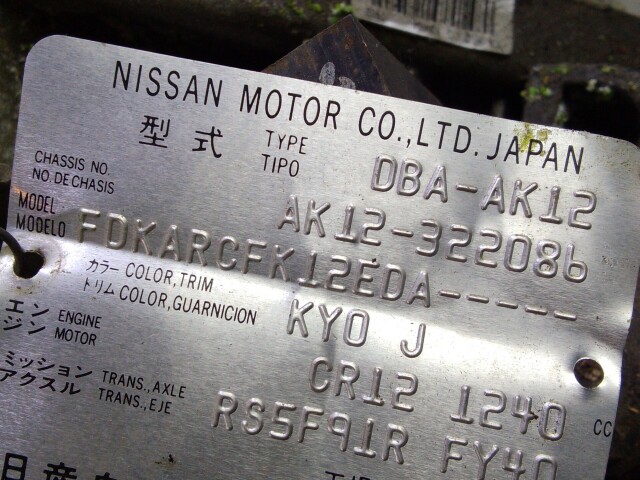 NISSAN MOTOR CO.,LTD. JAPAN
型式 TYPE TIPO DBA-AK12
CHASSIS NO. NO DE CHASIS AK12-322086
MODEL MODELO FDKARCFK12EDA-----
カラー COLOR,TRIM トリム COLOR,GUARNICION KY0 J
エンジン ENGINE MOTOR CR12 1240 CC
ミッション アクスル TRANS.,AXLE TRANS.,EJE RS5F91R FY40
日産